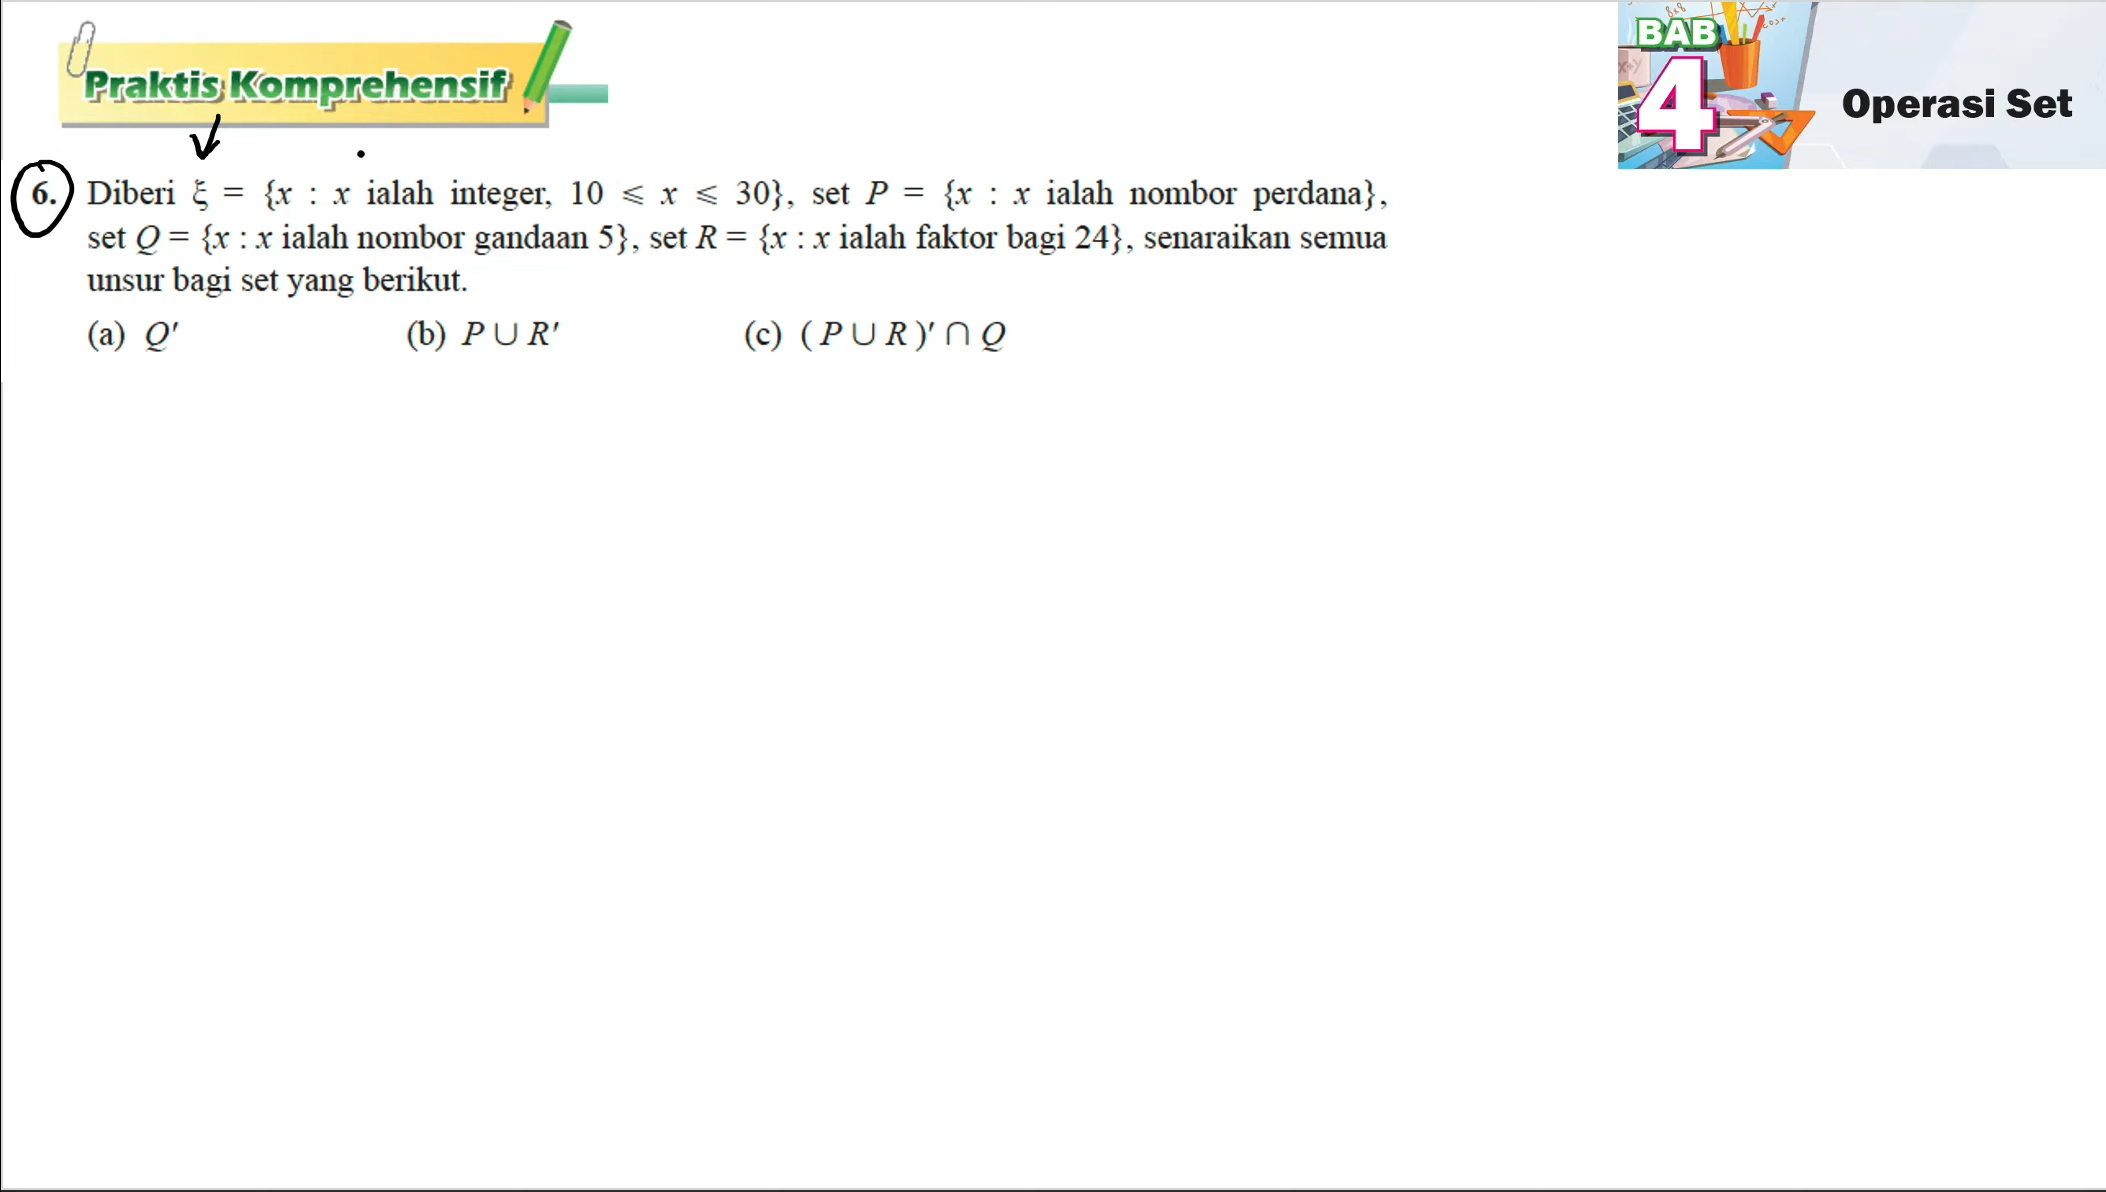 Praktis Komprehensif
BAB
4
Operasi Set
6. Diberi ξ = {x : x ialah integer, 10 ⩽ x ⩽ 30}, set P = {x : x ialah nombor perdana},
set Q = {x : x ialah nombor gandaan 5}, set R = {x : x ialah faktor bagi 24}, senaraikan semua
unsur bagi set yang berikut.
(a) Q′ (b) P ∪ R′ (c) ( P ∪ R )′ ∩ Q